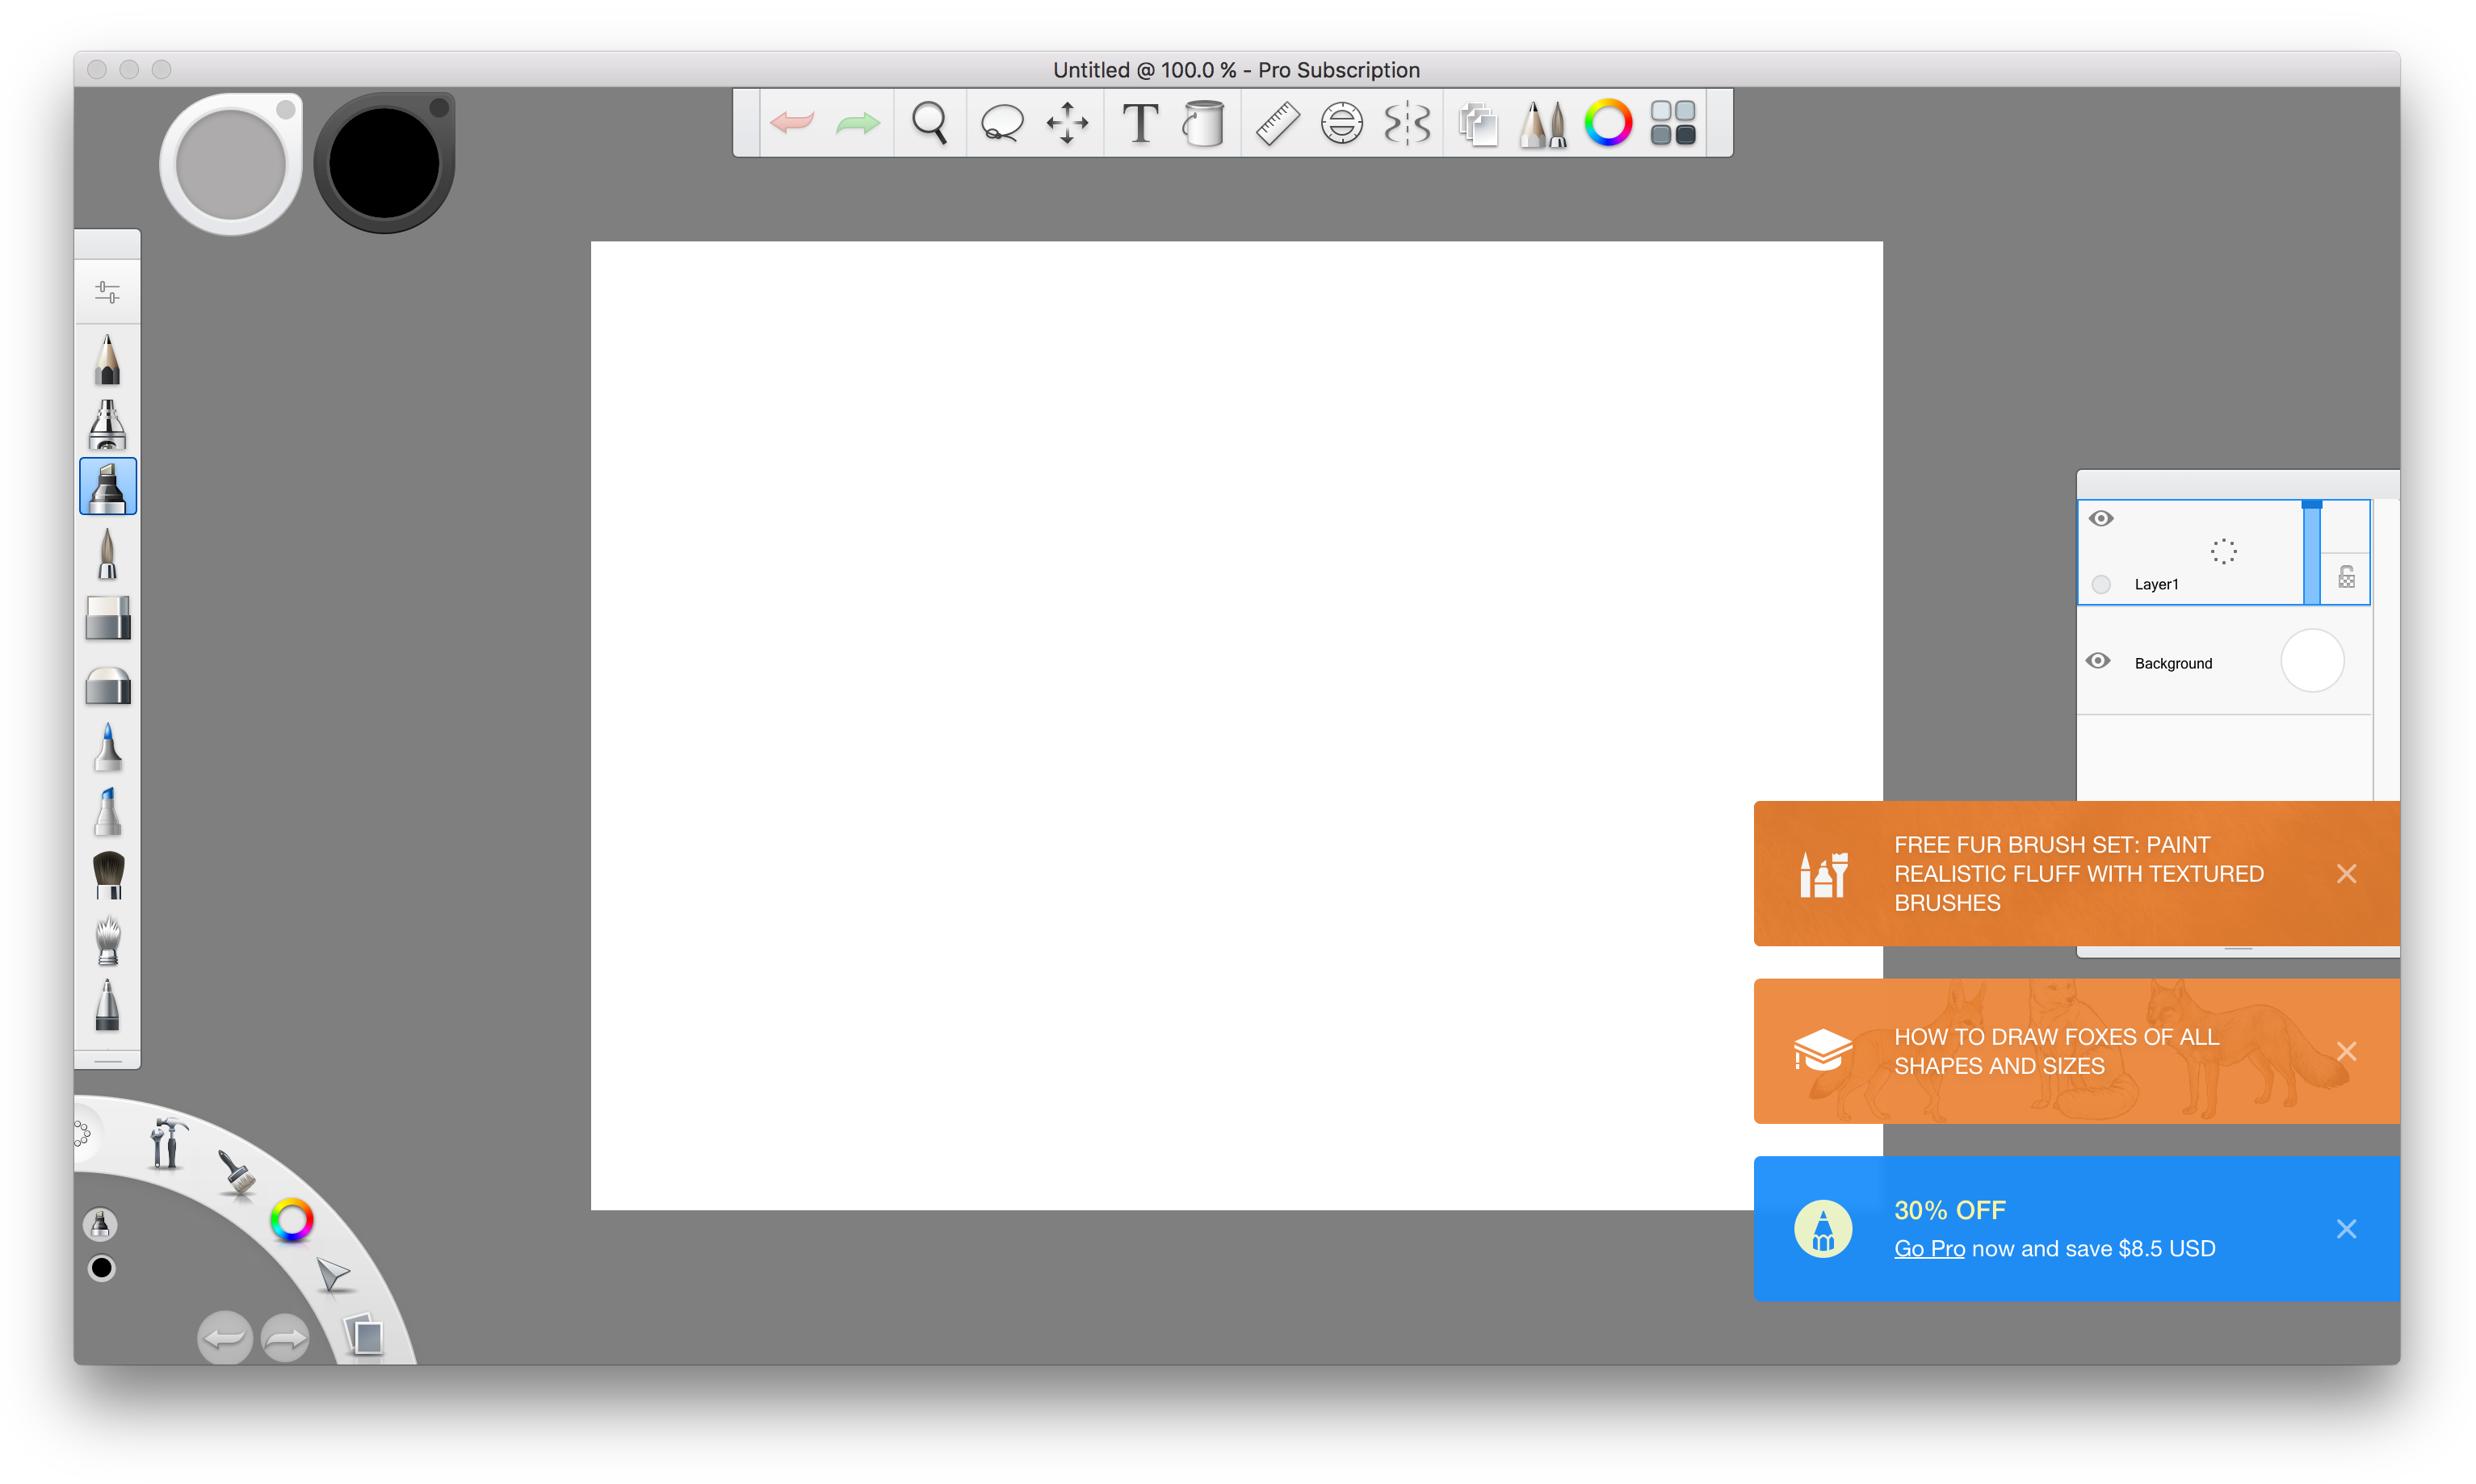 Untitled @ 100.0 % - Pro Subscription
T
Layer1
Background
FREE FUR BRUSH SET: PAINT
REALISTIC FLUFF WITH TEXTURED
BRUSHES
HOW TO DRAW FOXES OF ALL
SHAPES AND SIZES
30% OFF
Go Pro now and save $8.5 USD